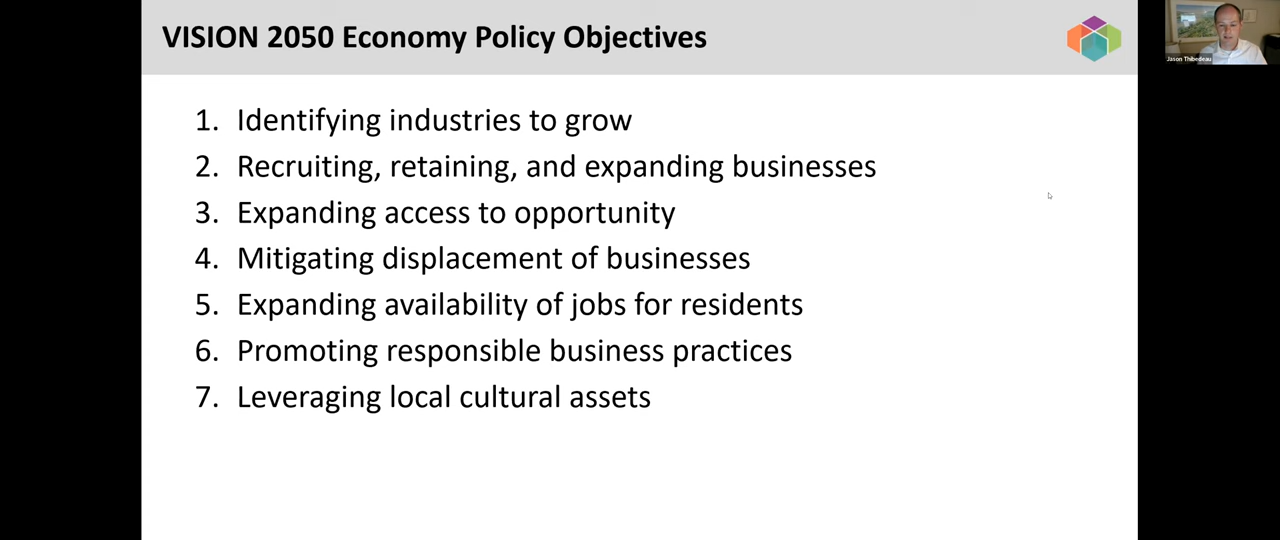 VISION 2050 Economy Policy Objectives
Jason Thibedeau
1. Identifying industries to grow
2. Recruiting, retaining, and expanding businesses
3. Expanding access to opportunity
4. Mitigating displacement of businesses
5. Expanding availability of jobs for residents
6. Promoting responsible business practices
7. Leveraging local cultural assets